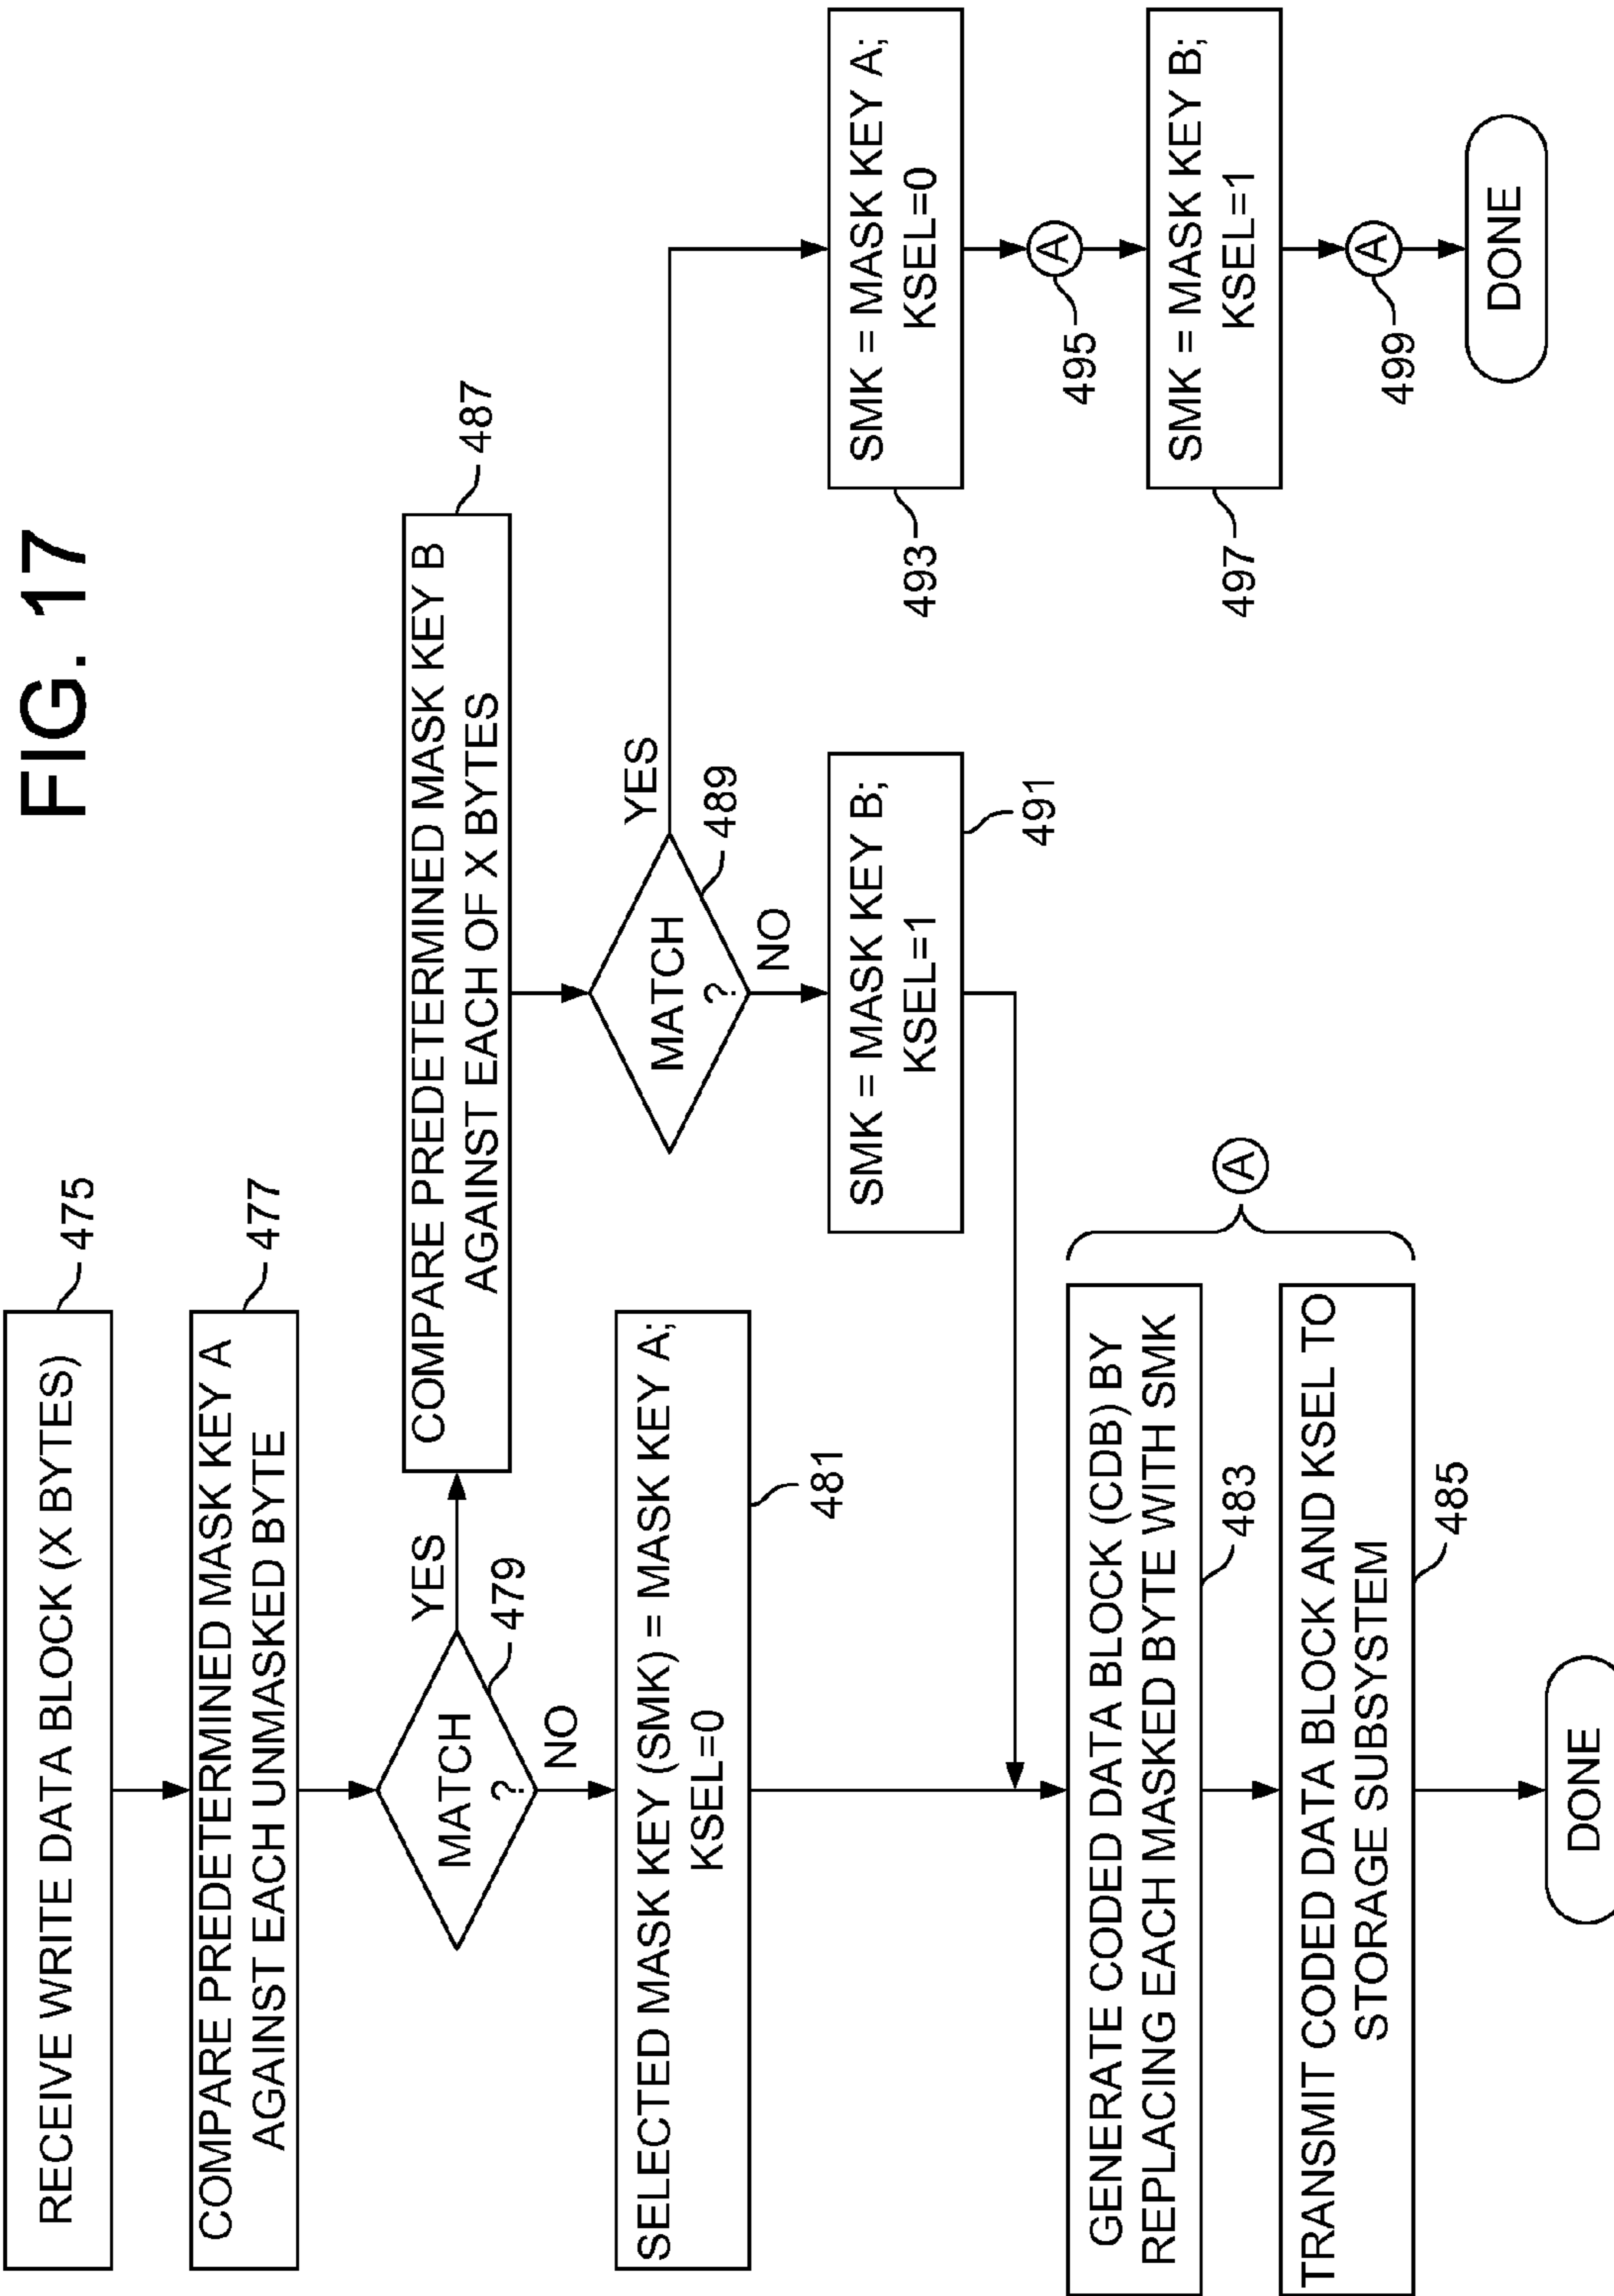 FIG. 17
RECEIVE WRITE DATA BLOCK (X BYTES)
475
COMPARE PREDETERMINED MASK KEY A
AGAINST EACH UNMASKED BYTE
477
MATCH
?
479
YES
NO
SELECTED MASK KEY (SMK) = MASK KEY A;
KSEL=0
481
COMPARE PREDETERMINED MASK KEY B
AGAINST EACH OF X BYTES
487
MATCH
?
489
YES
NO
SMK = MASK KEY B;
KSEL=1
491
GENERATE CODED DATA BLOCK (CDB) BY
REPLACING EACH MASKED BYTE WITH SMK
483
TRANSMIT CODED DATA BLOCK AND KSEL TO
STORAGE SUBSYSTEM
485
A
DONE
SMK = MASK KEY A;
KSEL=0
493
A
495
SMK = MASK KEY B;
KSEL=1
497
A
499
DONE